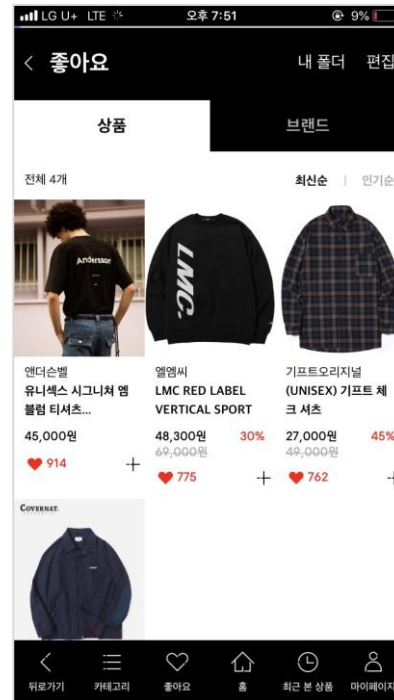 LG U+ LTE 오후 7:51 9%
좋아요 내 폴더 편집
상품 브랜드
전체 4개 최신순 | 인기순
Andersson
LMC.
앤더슨벨
유니섹스 시그니쳐 엠
블럼 티셔츠...
45,000원
914
엘엠씨
LMC RED LABEL
VERTICAL SPORT
48,300원 30%
69,000원
775
기프트오리지널
(UNISEX) 기프트 체
크 셔츠
27,000원 45%
49,000원
762
COVERNAT.
뒤로가기 카테고리 좋아요 홈 최근 본 상품 마이페이지